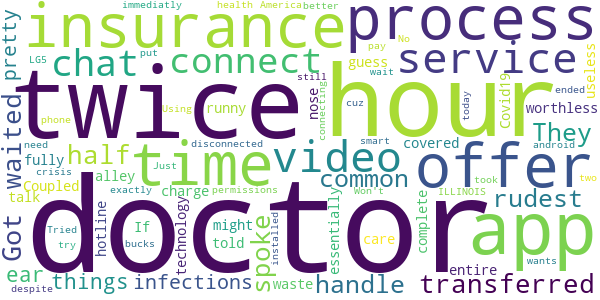 immediatly health America better
insurance process
LG5 put chat connect service
pretty No pay guess wait useless
twice hour
Using runny nose still cuz Covid19 worthless
connecting today
phone disconnected They
waited half time video covered offer
need fully smart ended android
crisis Coupled alley common
Got talk Just charge permissions took two
exactly ILLINOIS rudest
doctor app
hotline If might care
bucks technology told essentially complete wants
Tried spoke installed Won't entire
try ear things infections waste handle transferred
despite